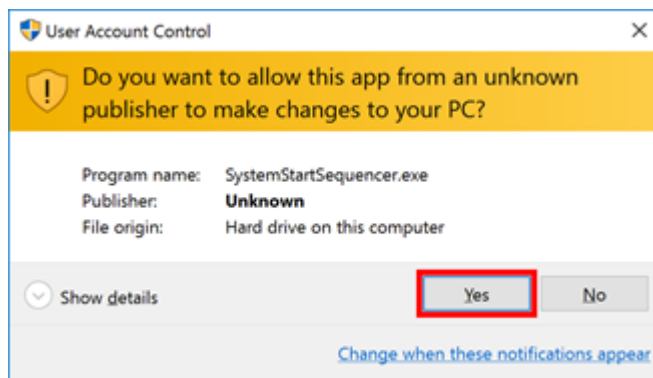 User Account Control
Do you want to allow this app from an unknown
publisher to make changes to your PC?
Program name: SystemStartSequencer.exe
Publisher: Unknown
File origin: Hard drive on this computer
Show details Yes No
Change when these notifications appear